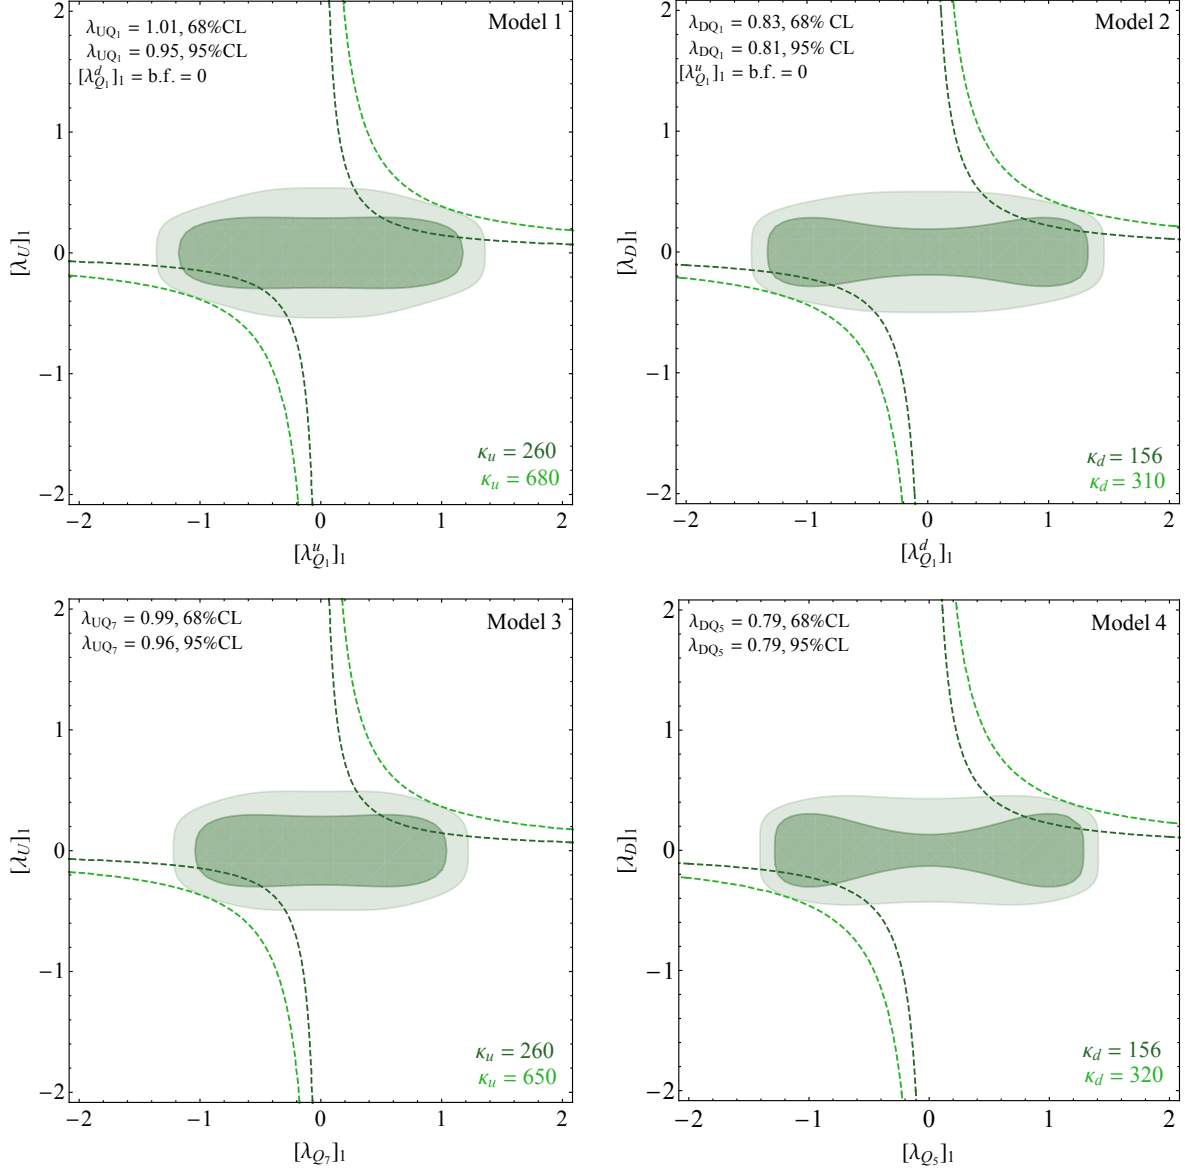 Model 1
λ_{UQ_1} = 1.01, 68%CL
λ_{UQ_1} = 0.95, 95%CL
[λ^d_{Q_1}]_1 = b.f. = 0
2
1
0
−1
−2
[λ_U]_1
κ_u = 260
κ_u = 680
−2 −1 0 1 2
[λ^u_{Q_1}]_1
Model 2
λ_{DQ_1} = 0.83, 68% CL
λ_{DQ_1} = 0.81, 95% CL
[λ^u_{Q_1}]_1 = b.f. = 0
2
1
0
−1
−2
[λ_D]_1
κ_d = 156
κ_d = 310
−2 −1 0 1 2
[λ^d_{Q_1}]_1
Model 3
λ_{UQ_7} = 0.99, 68%CL
λ_{UQ_7} = 0.96, 95%CL
2
1
0
−1
−2
[λ_U]_1
κ_u = 260
κ_u = 650
−2 −1 0 1 2
[λ_{Q_7}]_1
Model 4
λ_{DQ_5} = 0.79, 68%CL
λ_{DQ_5} = 0.79, 95%CL
2
1
0
−1
−2
[λ_D]_1
κ_d = 156
κ_d = 320
−2 −1 0 1 2
[λ_{Q_5}]_1